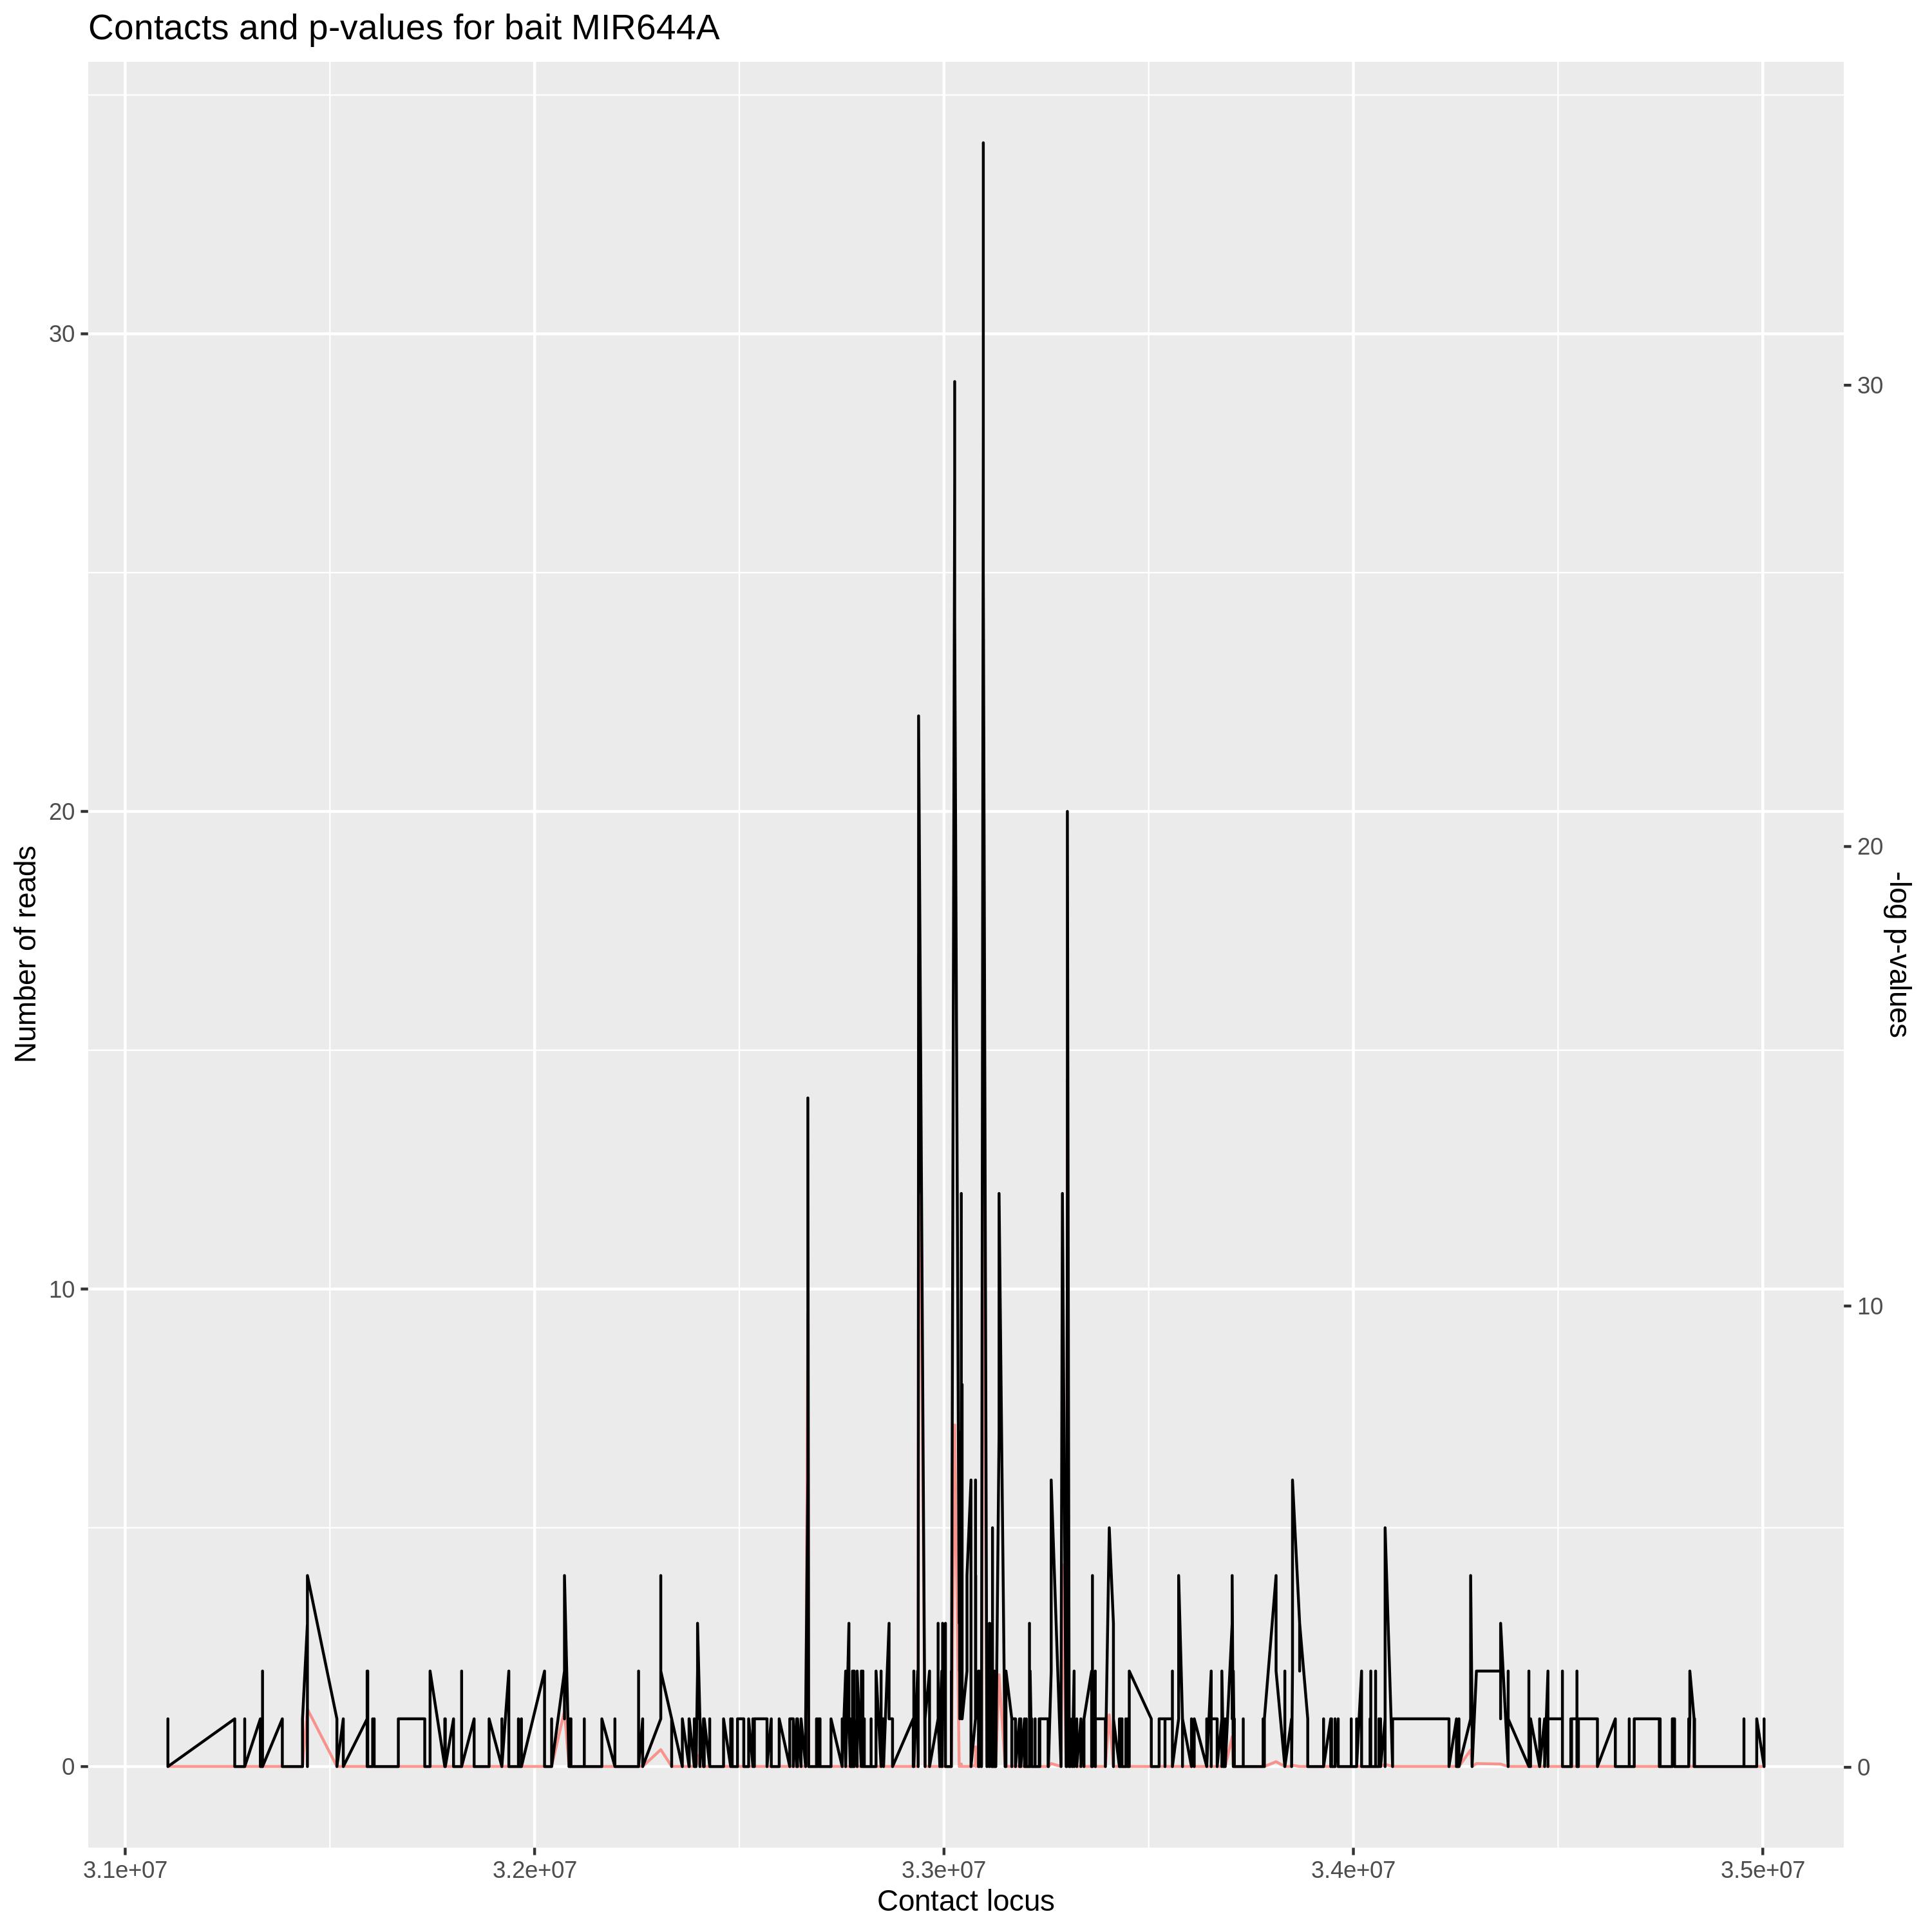 Contacts and p-values for bait MIR644A
30
20
10
0
Number of reads
30
20
10
0
-log p-values
3.1e+07 3.2e+07 3.3e+07 3.4e+07 3.5e+07
Contact locus